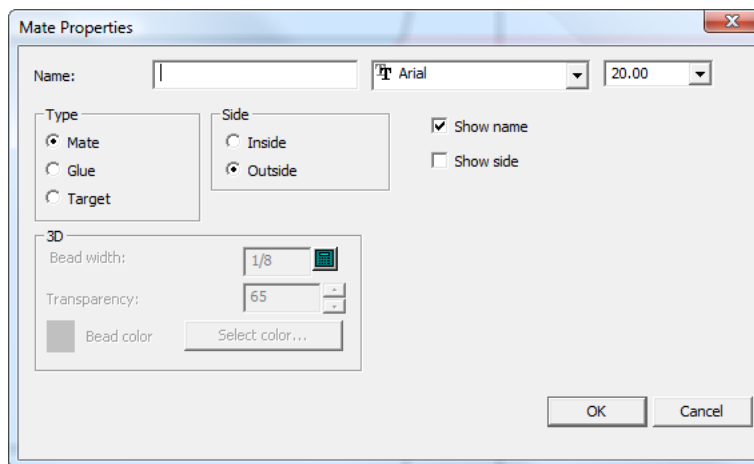 Mate Properties
Name:
Arial
20.00
Type
Mate
Glue
Target
Side
Inside
Outside
Show name
Show side
3D
Bead width:
1/8
Transparency:
65
Bead color
Select color...
OK
Cancel